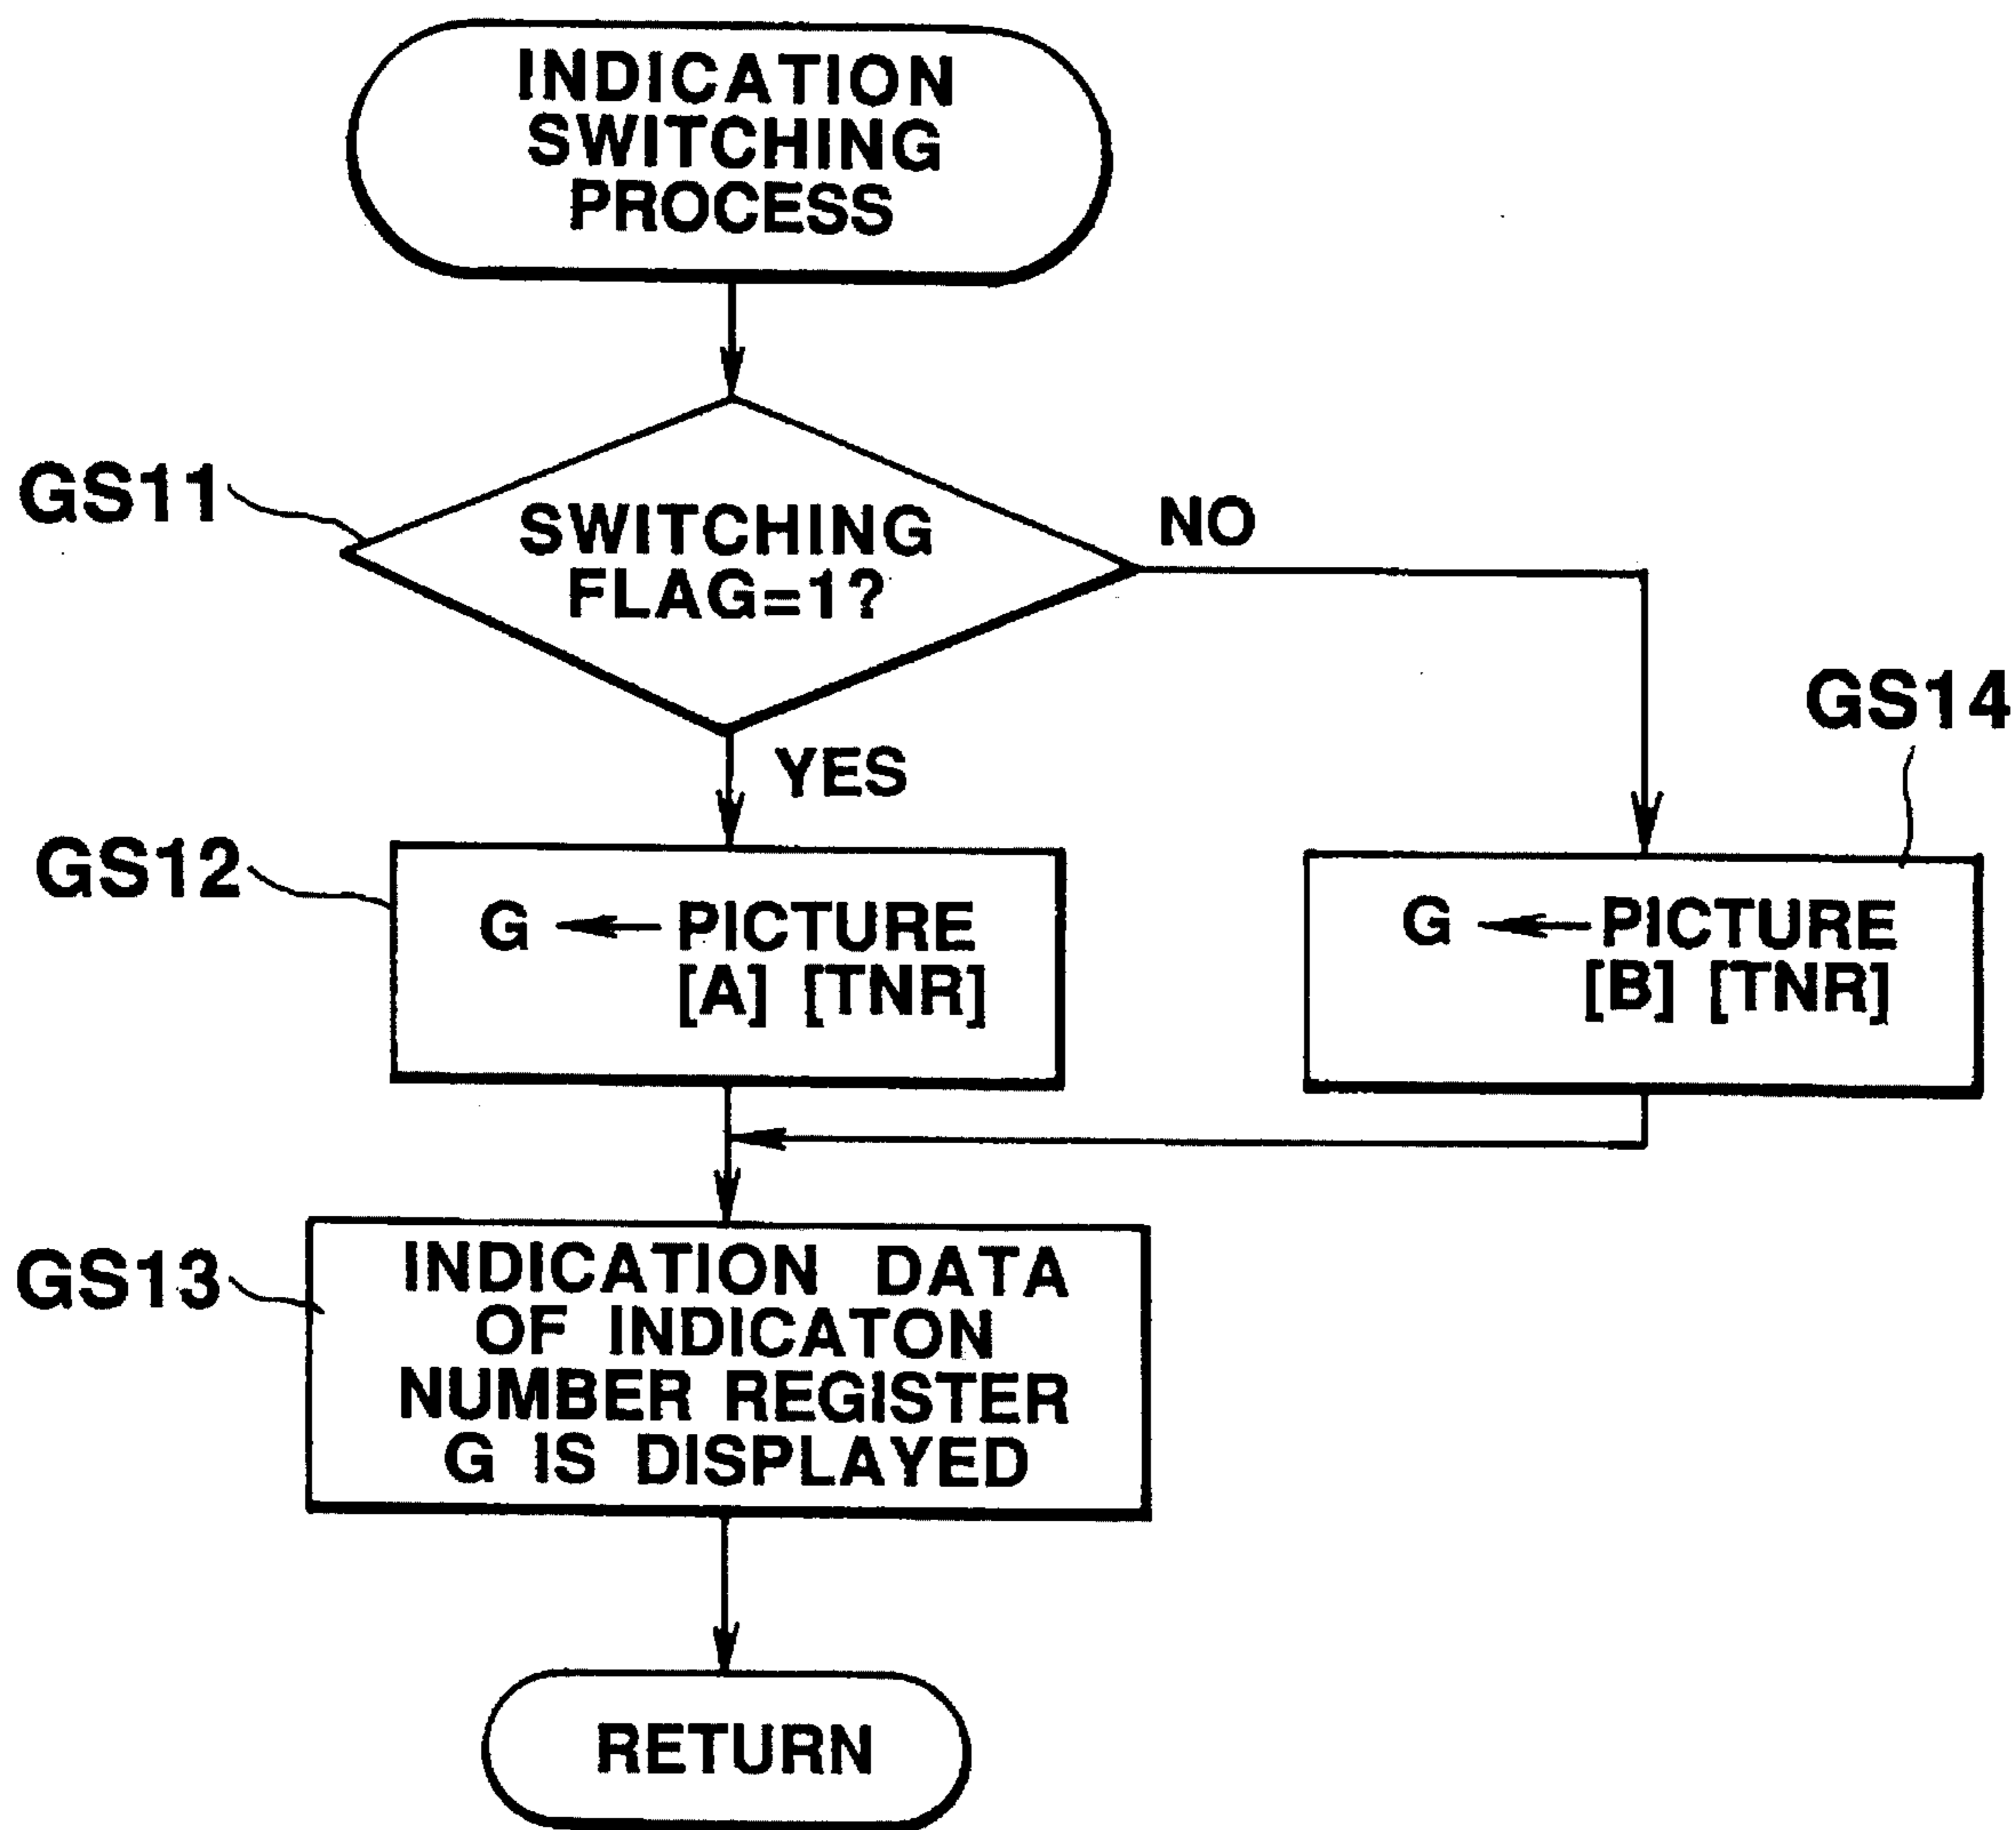 INDICATION
SWITCHING
PROCESS
GS11
SWITCHING
FLAG=1?
NO
YES
GS12
G ← PICTURE
[A] [TNR]
GS14
G ← PICTURE
[B] [TNR]
GS13
INDICATION DATA
OF INDICATON
NUMBER REGISTER
G IS DISPLAYED
RETURN